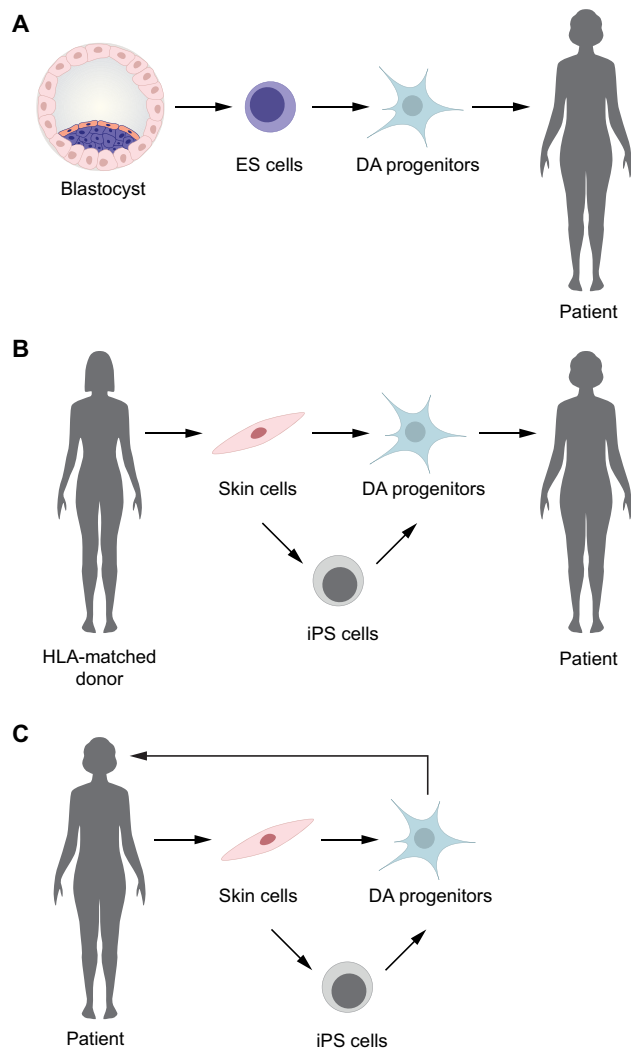 A
Blastocyst
ES cells
DA progenitors
Patient
B
Skin cells
DA progenitors
iPS cells
HLA-matched
donor
Patient
C
Skin cells
DA progenitors
Patient
iPS cells